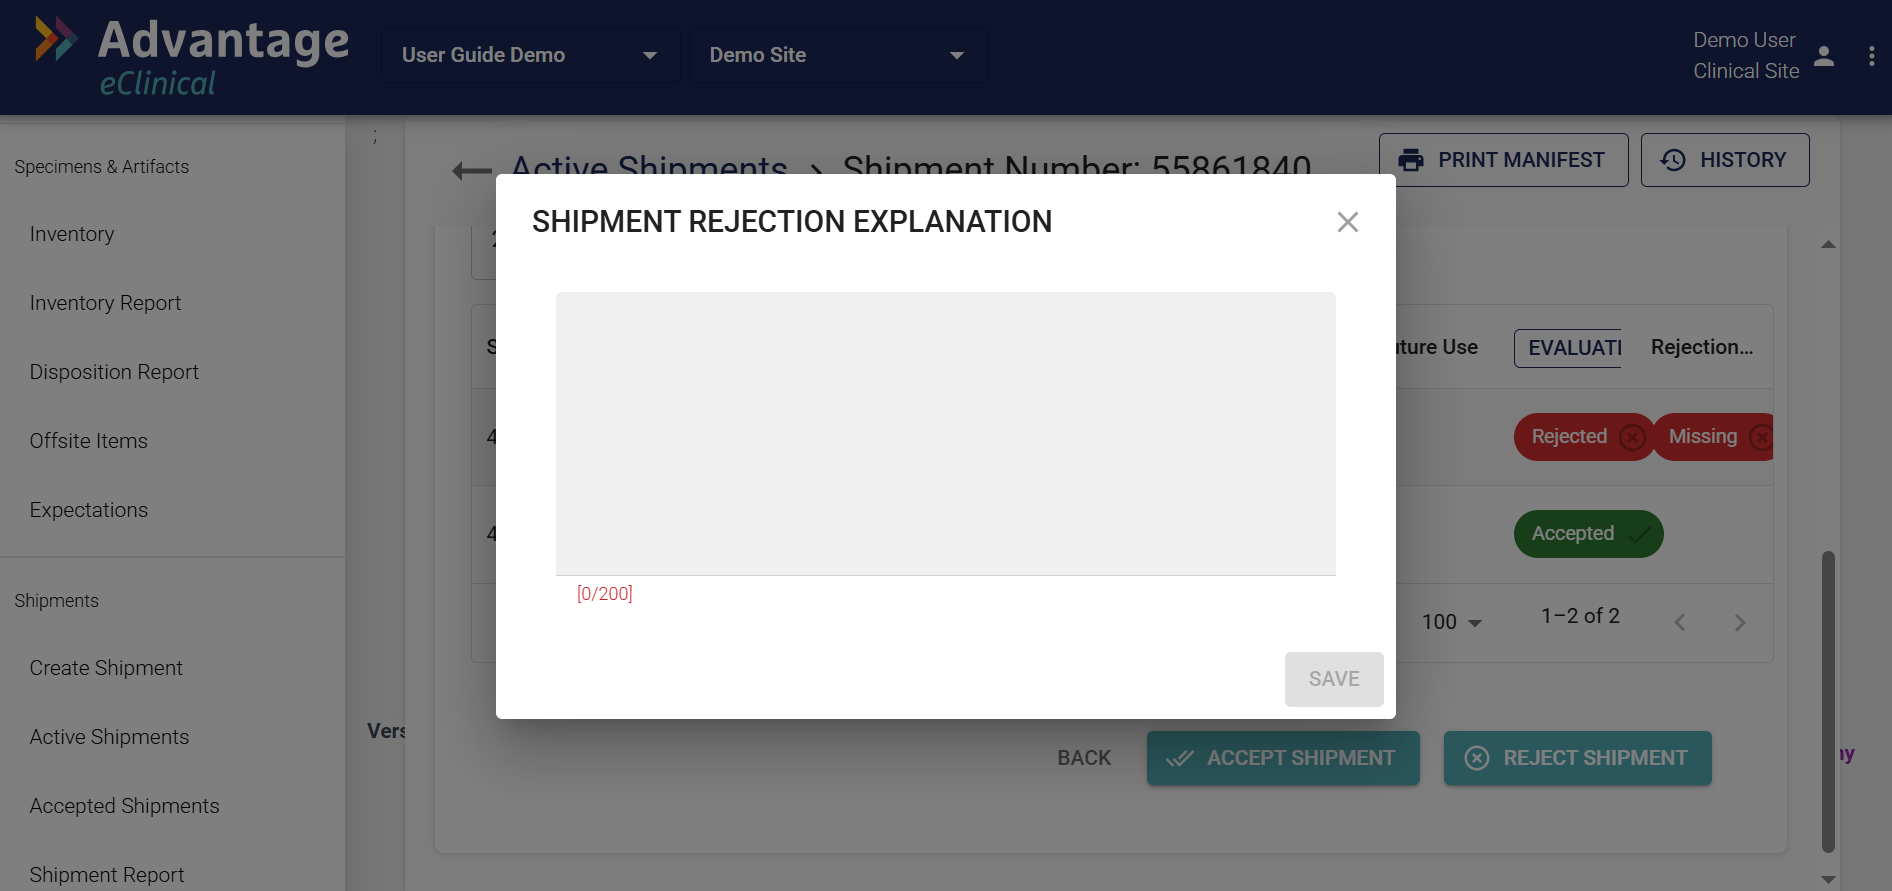 Advantage
eClinical
User Guide Demo
Demo Site
Demo User
Clinical Site
Specimens & Artifacts
Inventory
Inventory Report
Disposition Report
Offsite Items
Expectations
Shipments
Create Shipment
Active Shipments
Accepted Shipments
Shipment Report
;
Active Shipments › Shipment Number: 55861840
PRINT MANIFEST
HISTORY
SHIPMENT REJECTION EXPLANATION
[0/200]
SAVE
S
uture Use
EVALUATI
Rejection...
4
Rejected
Missing
4
Accepted
100
1–2 of 2
Vers
BACK
ACCEPT SHIPMENT
REJECT SHIPMENT